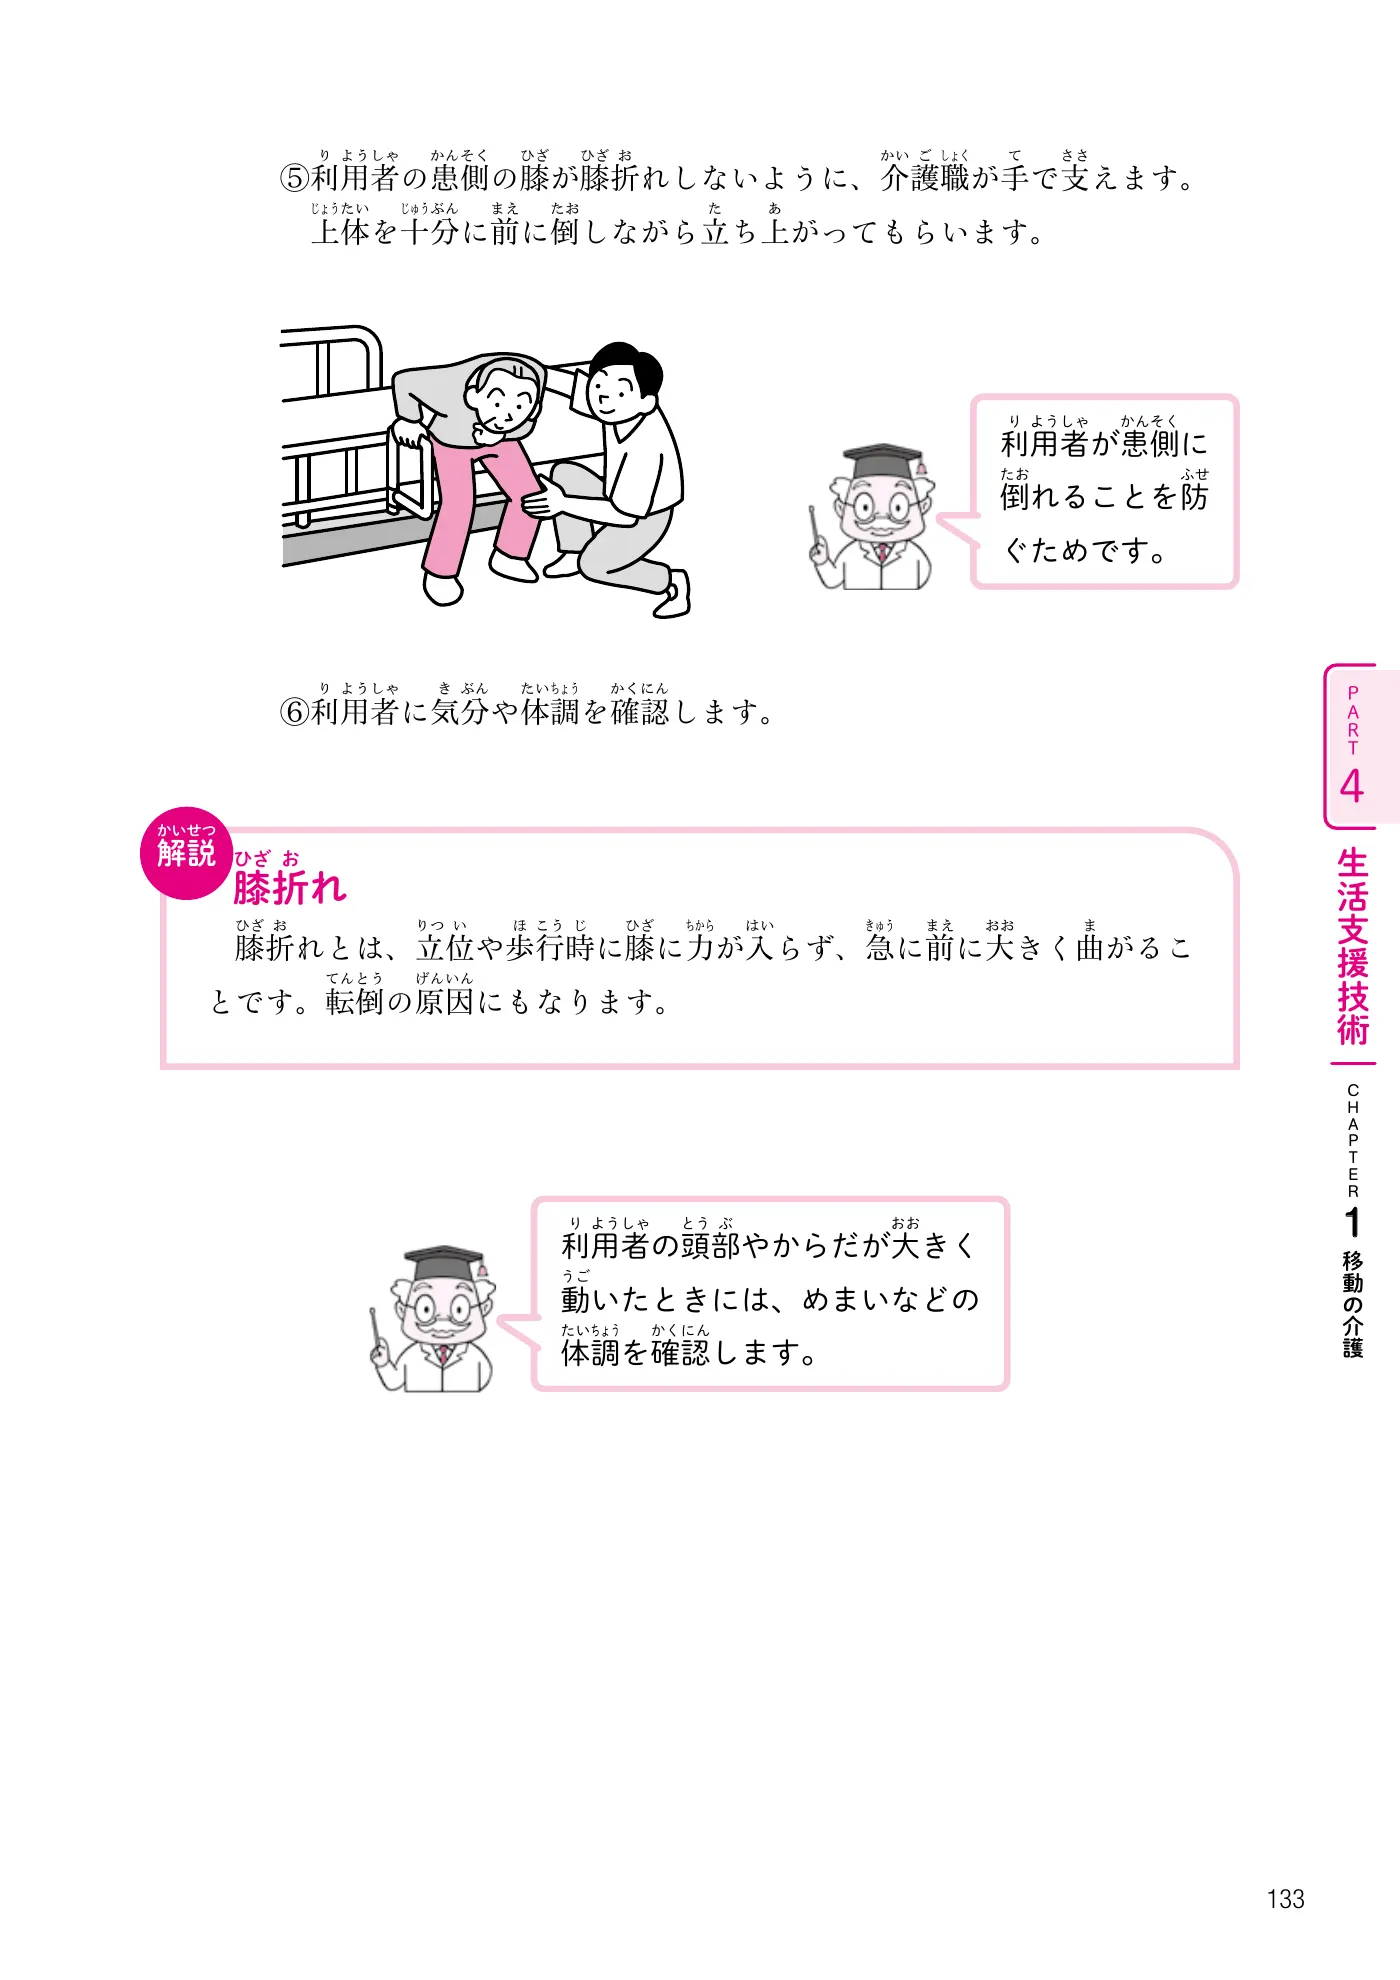 ⑤利用者の患側の膝が膝折れしないように、介護職が手で支えます。
上体を十分に前に倒しながら立ち上がってもらいます。
利用者が患側に
倒れることを防
ぐためです。
⑥利用者に気分や体調を確認します。
解説
膝折れ
膝折れとは、立位や歩行時に膝に力が入らず、急に前に大きく曲がるこ
とです。転倒の原因にもなります。
利用者の頭部やからだが大きく
動いたときには、めまいなどの
体調を確認します。
PART
4
生活支援技術
CHAPTER
1
移動の介護
133